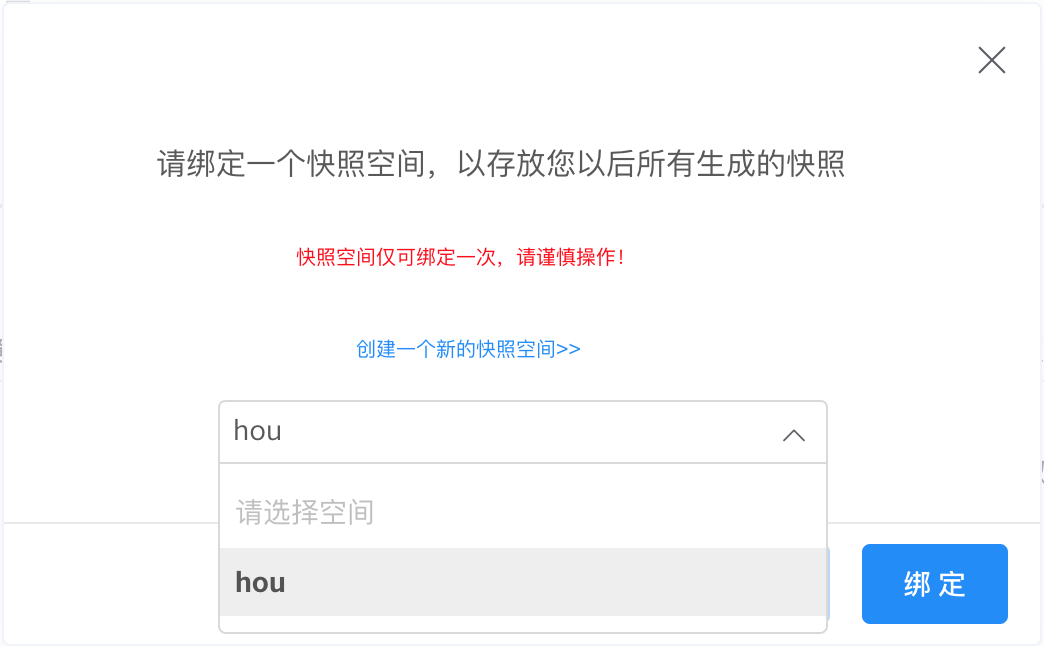 请绑定一个快照空间，以存放您以后所有生成的快照
快照空间仅可绑定一次，请谨慎操作！
创建一个新的快照空间>>
hou
请选择空间
hou
绑 定